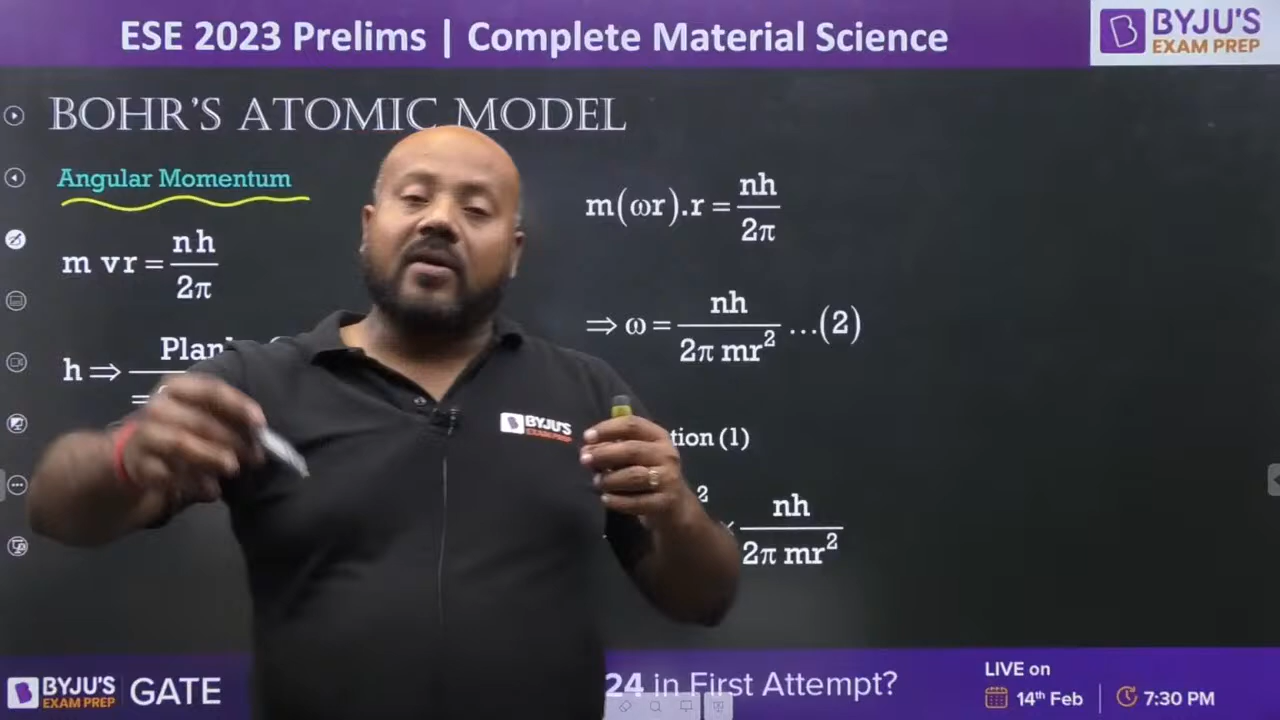 ESE 2023 Prelims | Complete Material Science
BYJU'S
EXAM PREP
BOHR'S ATOMIC MODEL
Angular Momentum
m v r = nh/2π
h ⇒
=
m(ωr).r = nh/2π
⇒ ω = nh/2π mr² ...(2)
tion (1)
2 × nh/2π mr²
BYJU'S
EXAM PREP
BYJU'S
EXAM PREP
GATE
24 in First Attempt?
LIVE on
14th Feb
7:30 PM